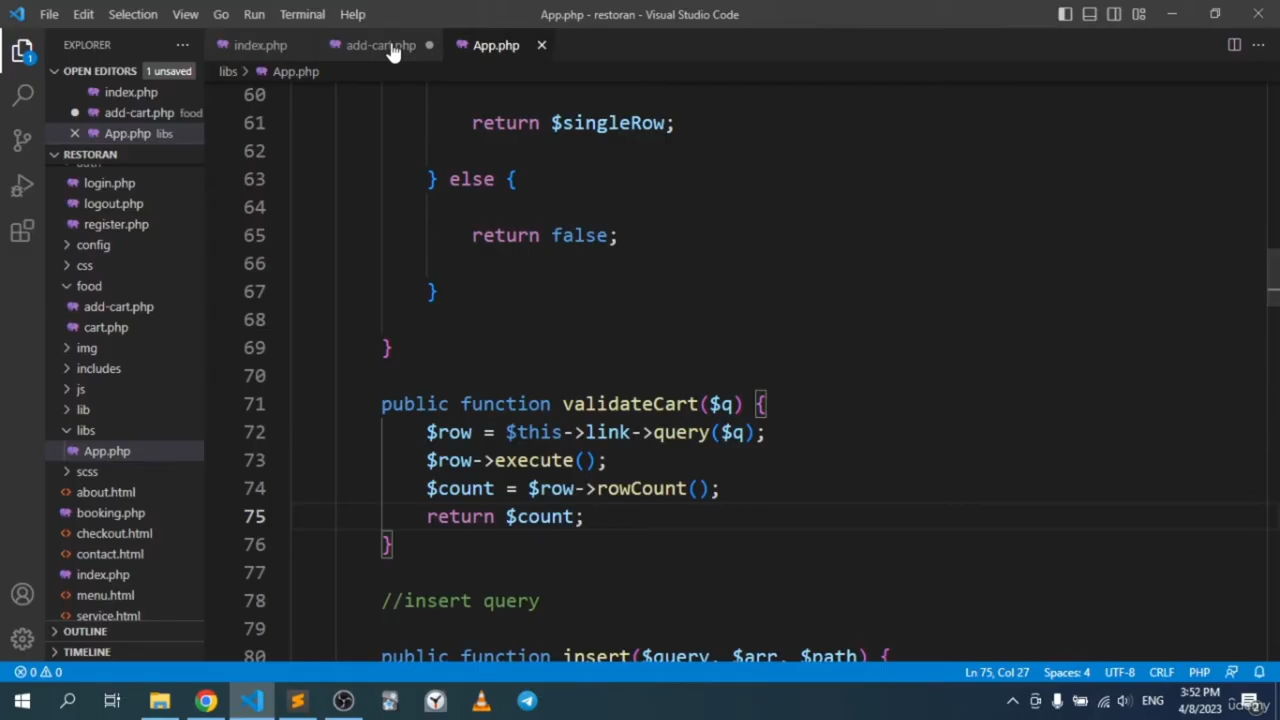 File Edit Selection View Go Run Terminal Help
App.php - restoran - Visual Studio Code
EXPLORER
index.php
add-cart.php
App.php
OPEN EDITORS 1 unsaved
libs > App.php
index.php
add-cart.php food
App.php libs
RESTORAN
login.php
logout.php
register.php
config
css
food
add-cart.php
cart.php
img
includes
js
lib
libs
App.php
scss
about.html
booking.php
checkout.html
contact.html
index.php
menu.html
service.html
OUTLINE
TIMELINE
60
61 return $singleRow;
62
63 } else {
64
65 return false;
66
67 }
68
69 }
70
71 public function validateCart($q) {
72 $row = $this->link->query($q);
73 $row->execute();
74 $count = $row->rowCount();
75 return $count;
76 }
77
78 //insert query
79
80 public function insert($query, $arr, $path) {
0 0
Ln 75, Col 27 Spaces: 4 UTF-8 CRLF PHP
ENG
3:52 PM
4/8/2023
udemy